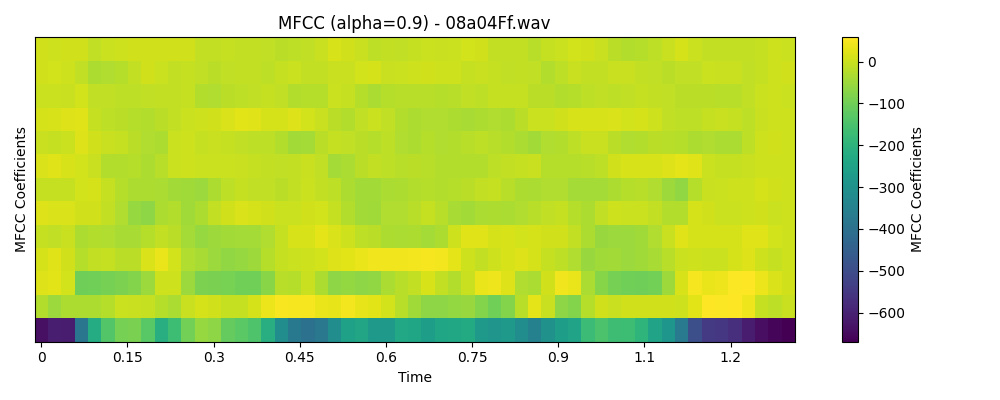 MFCC (alpha=0.9) - 08a04Ff.wav
MFCC Coefficients
0 0.15 0.3 0.45 0.6 0.75 0.9 1.1 1.2
Time
0
−100
−200
−300
−400
−500
−600
MFCC Coefficients